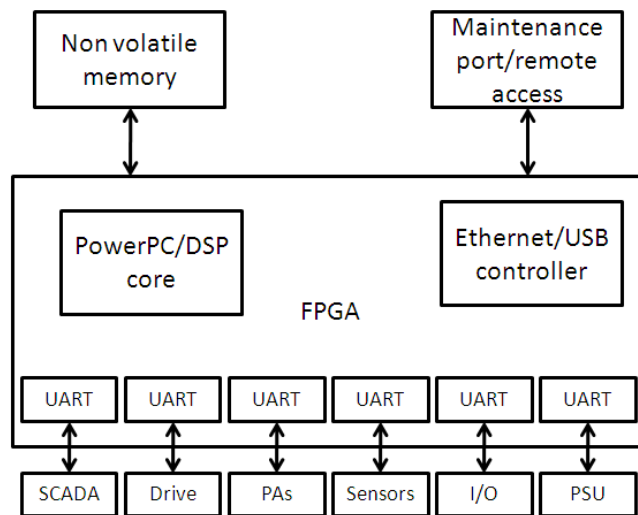 Non volatile
memory
Maintenance
port/remote
access
PowerPC/DSP
core
Ethernet/USB
controller
FPGA
UART
UART
UART
UART
UART
UART
SCADA
Drive
PAs
Sensors
I/O
PSU